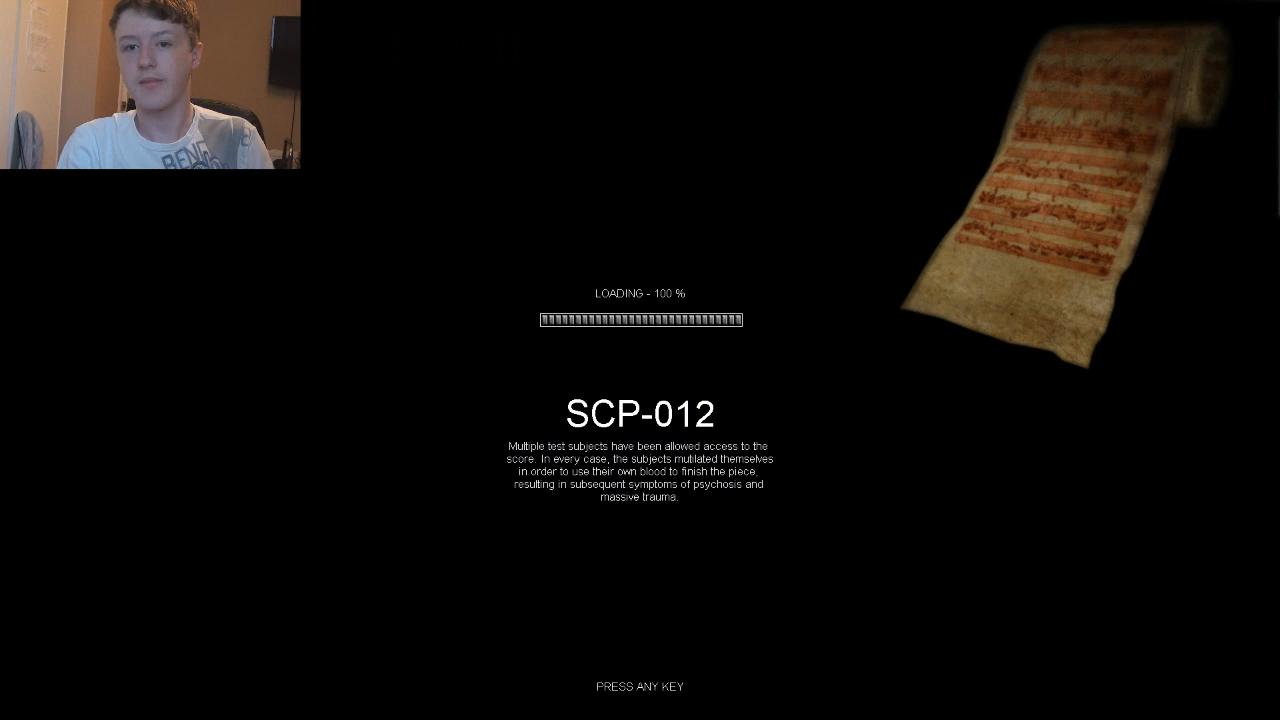 BENE
LOADING - 100 %
SCP-012
Multiple test subjects have been allowed access to the
score. In every case, the subjects mutilated themselves
in order to use their own blood to finish the piece,
resulting in subsequent symptoms of psychosis and
massive trauma.
PRESS ANY KEY